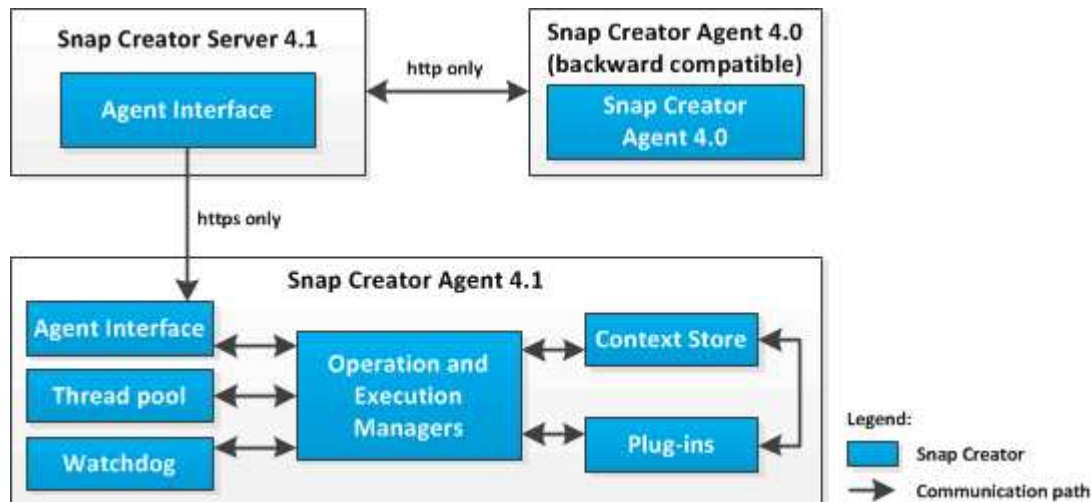 Snap Creator Server 4.1
Agent Interface
http only
Snap Creator Agent 4.0
(backward compatible)
Snap Creator
Agent 4.0
https only
Snap Creator Agent 4.1
Agent Interface
Thread pool
Watchdog
Operation and
Execution
Managers
Context Store
Plug-ins
Legend:
Snap Creator
Communication path